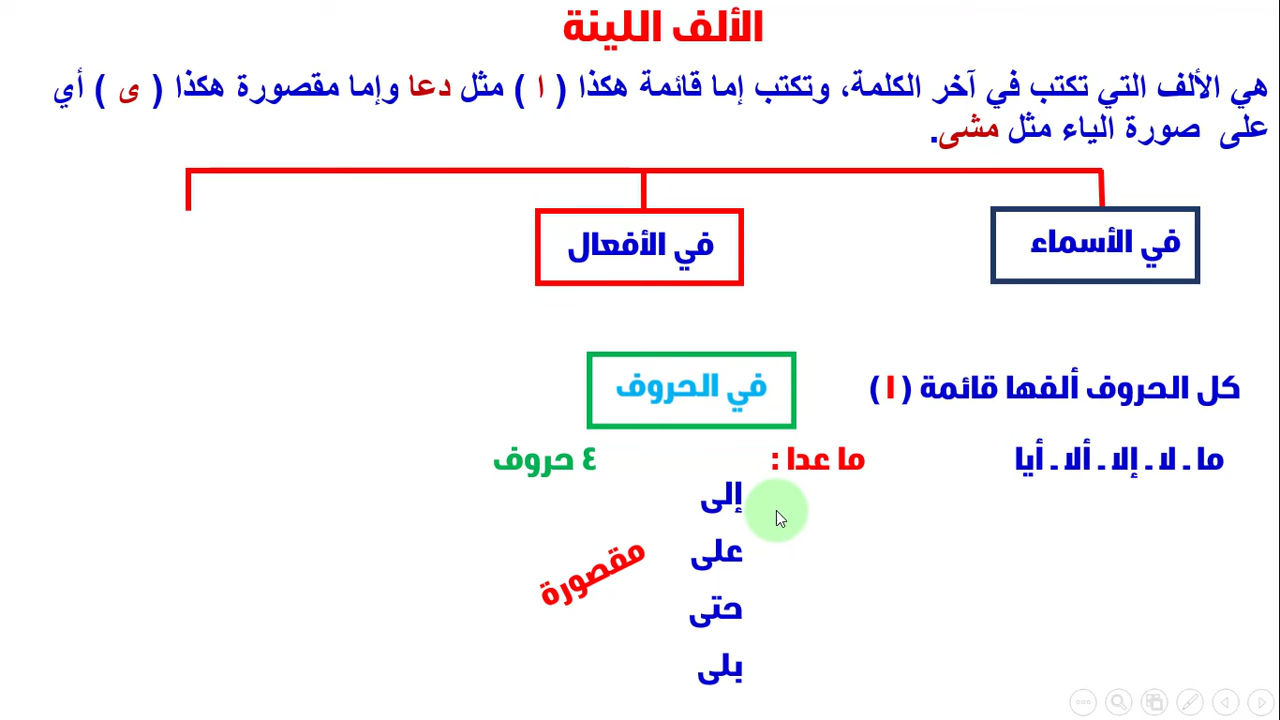 الألف اللينة
هي الألف التي تكتب في آخر الكلمة، وتكتب إما قائمة هكذا ( ا ) مثل دعا وإما مقصورة هكذا ( ى ) أي
على صورة الياء مثل مشى.
في الأسماء
في الأفعال
في الحروف
كل الحروف ألفها قائمة ( ا )
ما ـ لا ـ إلا ـ ألا ـ أيا
ما عدا :
٤ حروف
إلى
على
مقصورة
حتى
بلى